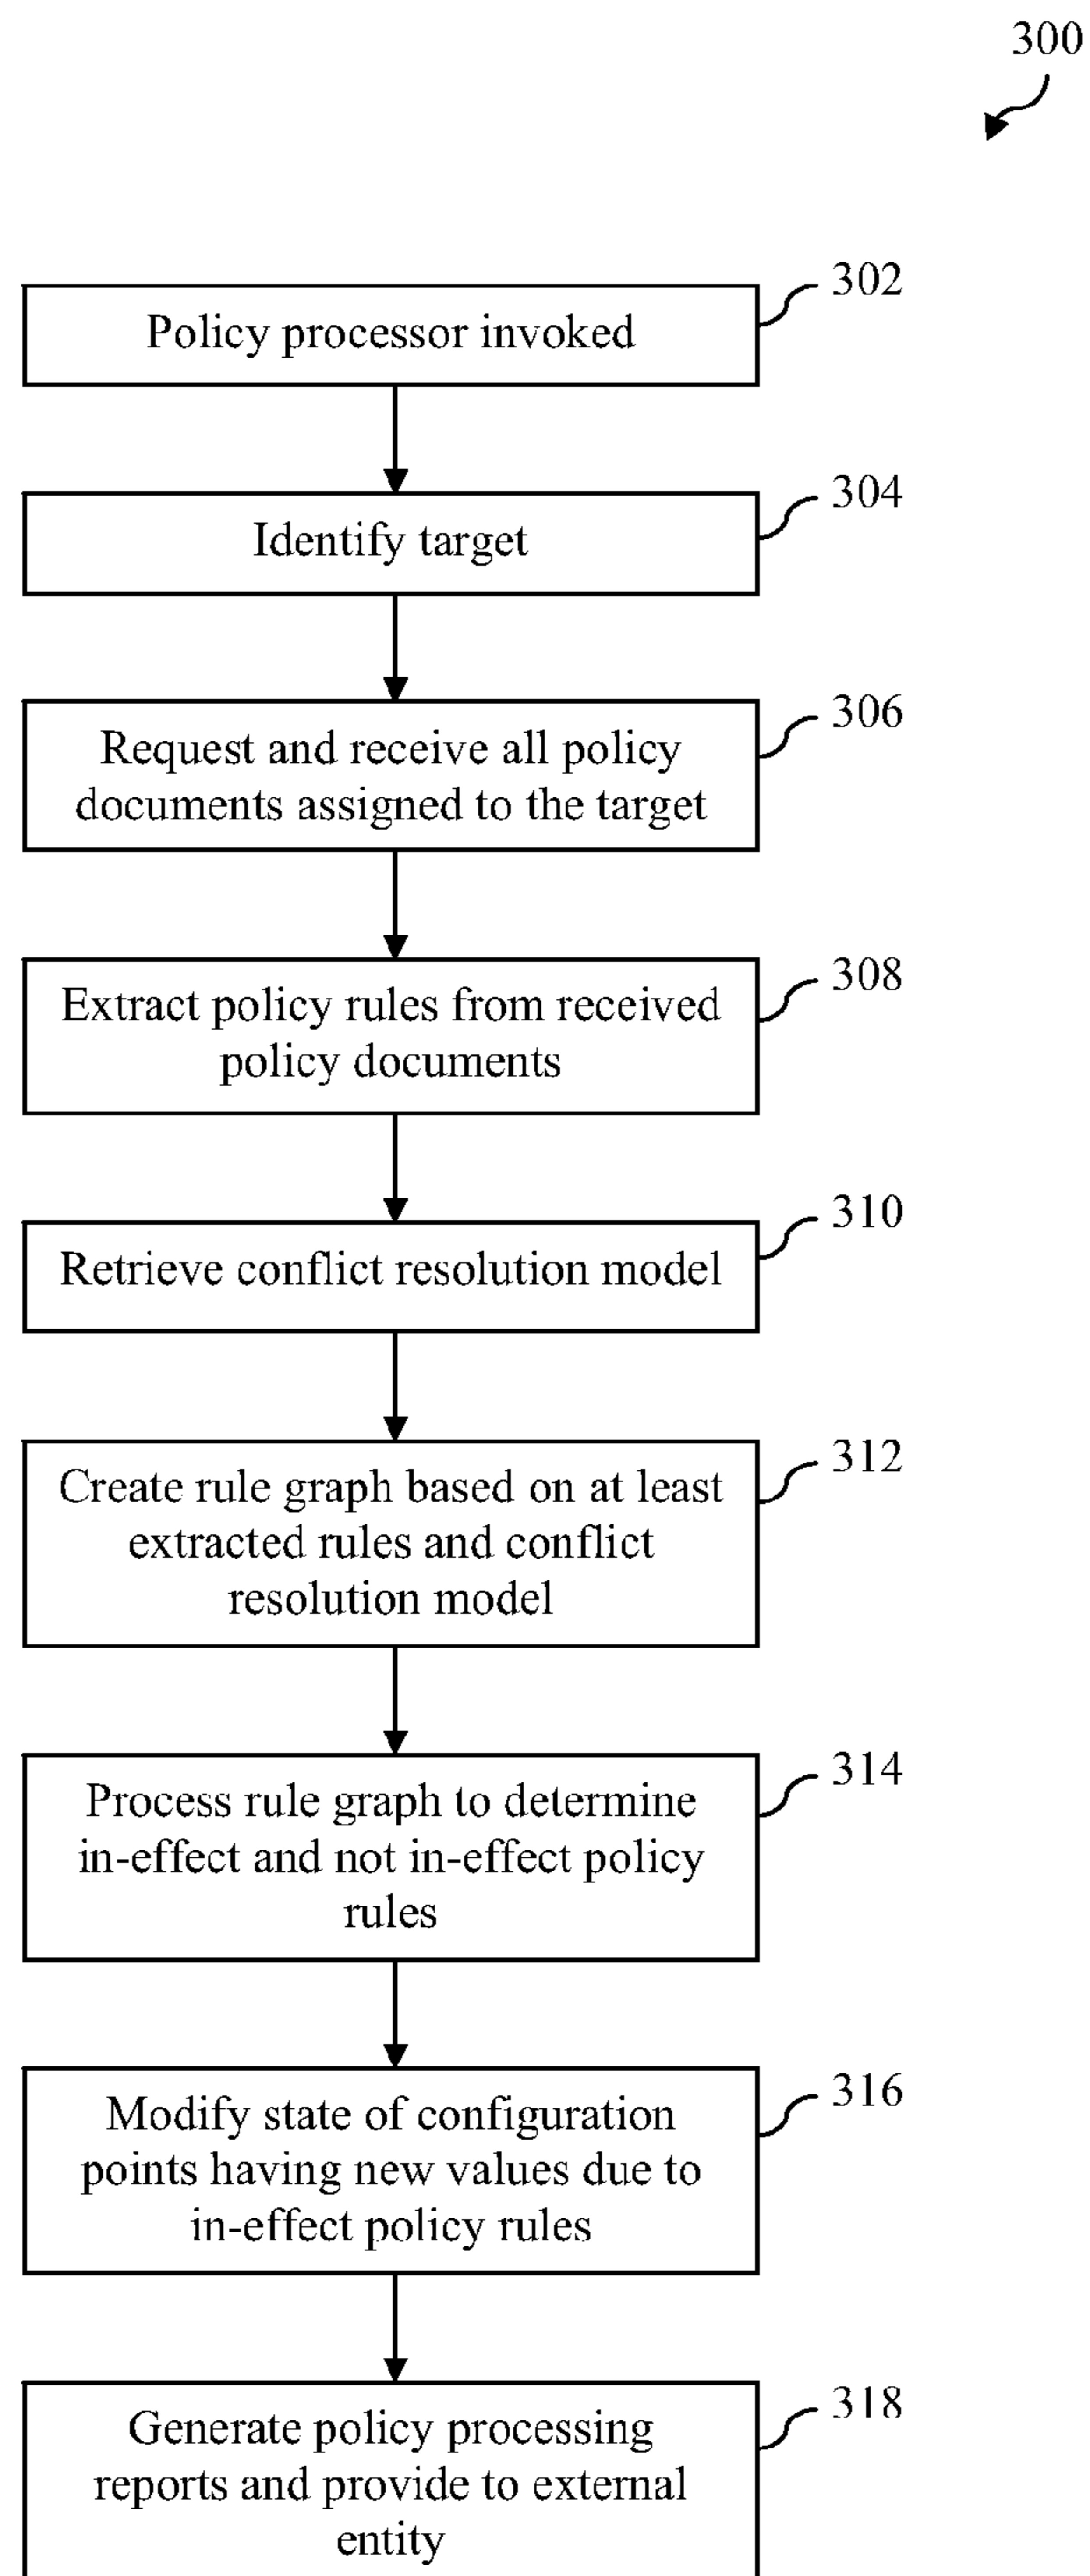 300
302
Policy processor invoked
304
Identify target
306
Request and receive all policy
documents assigned to the target
308
Extract policy rules from received
policy documents
310
Retrieve conflict resolution model
312
Create rule graph based on at least
extracted rules and conflict
resolution model
314
Process rule graph to determine
in-effect and not in-effect policy
rules
316
Modify state of configuration
points having new values due to
in-effect policy rules
318
Generate policy processing
reports and provide to external
entity